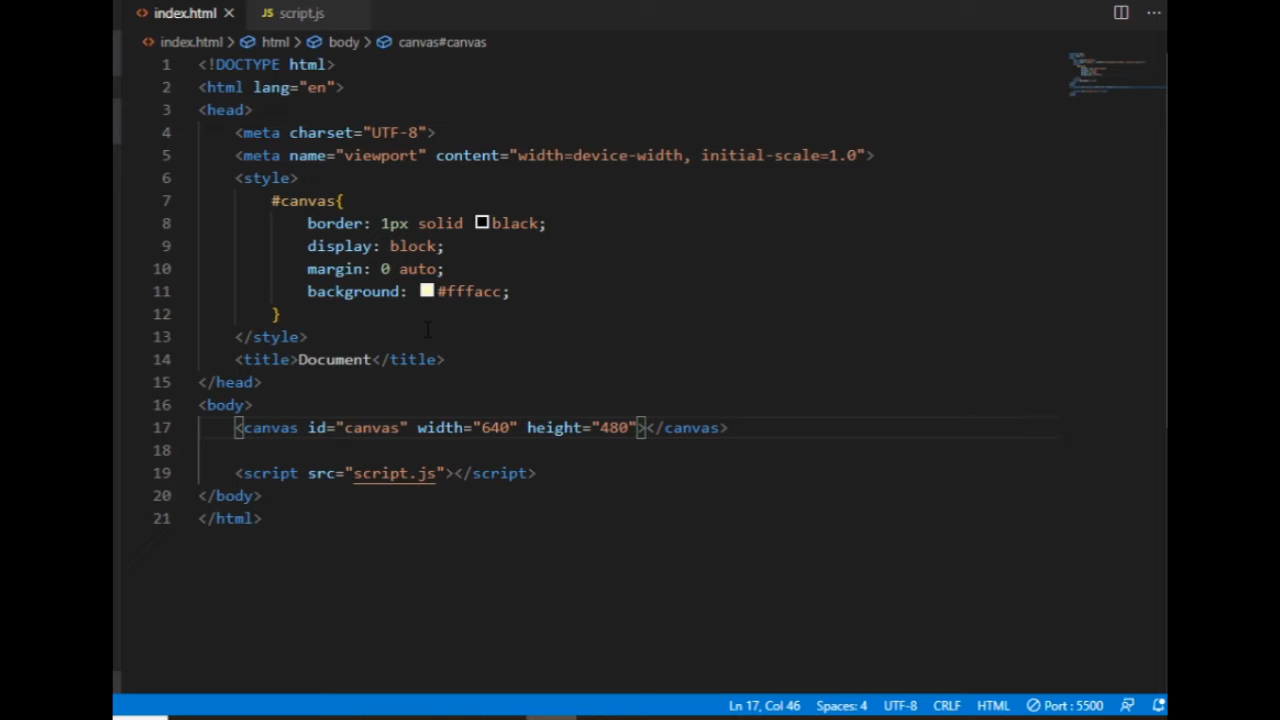 index.html
JS script.js
index.html > html > body > canvas#canvas
1 <!DOCTYPE html>
2 <html lang="en">
3 <head>
4 <meta charset="UTF-8">
5 <meta name="viewport" content="width=device-width, initial-scale=1.0">
6 <style>
7 #canvas{
8 border: 1px solid black;
9 display: block;
10 margin: 0 auto;
11 background: #fffacc;
12 }
13 </style>
14 <title>Document</title>
15 </head>
16 <body>
17 <canvas id="canvas" width="640" height="480"></canvas>
18
19 <script src="script.js"></script>
20 </body>
21 </html>
Ln 17, Col 46 Spaces: 4 UTF-8 CRLF HTML Port : 5500